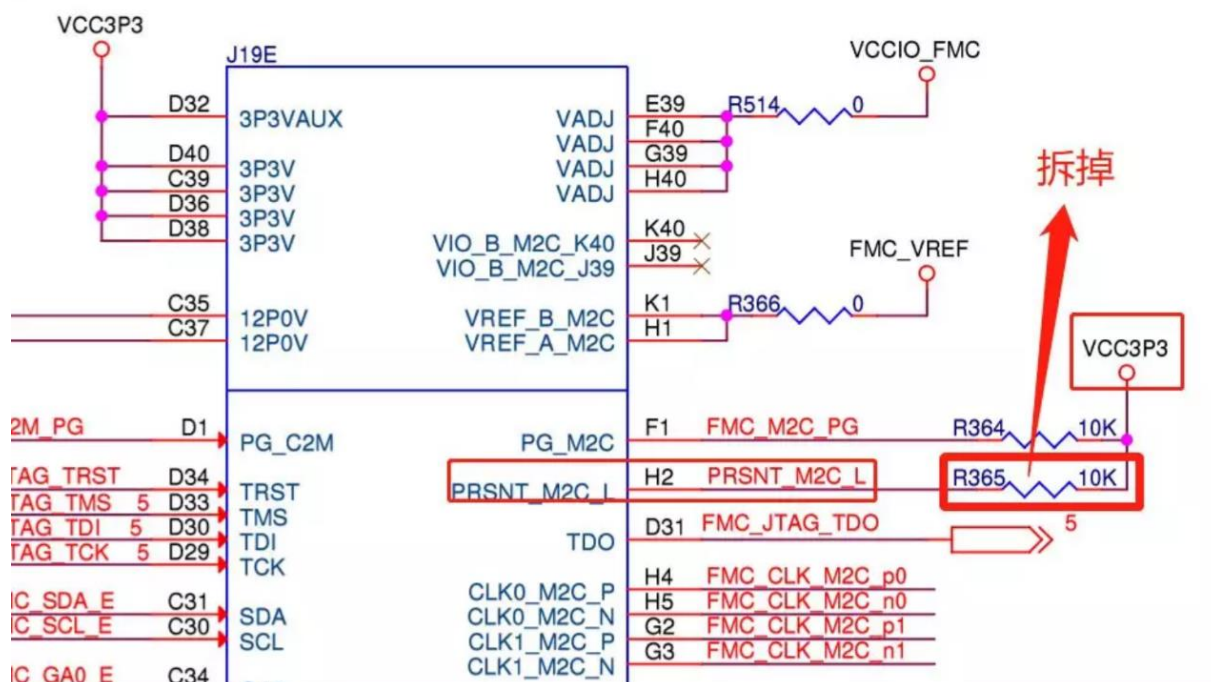 VCC3P3
J19E
VCCIO_FMC
D32 3P3VAUX VADJ E39 R514 0
VADJ F40
D40 3P3V VADJ G39
C39 3P3V VADJ H40
D36 3P3V
D38 3P3V VIO_B_M2C_K40 K40
VIO_B_M2C_J39 J39
拆掉
FMC_VREF
C35 12P0V VREF_B_M2C K1 R366 0
C37 12P0V VREF_A_M2C H1
VCC3P3
2M_PG D1 PG_C2M PG_M2C F1 FMC_M2C_PG R364 10K
TAG_TRST D34 TRST PRSNT_M2C_L H2 PRSNT_M2C_L R365 10K
TAG_TMS 5 D33 TMS
TAG_TDI 5 D30 TDI TDO D31 FMC_JTAG_TDO 5
TAG_TCK 5 D29 TCK
CLK0_M2C_P H4 FMC_CLK_M2C_p0
C_SDA_E C31 SDA CLK0_M2C_N H5 FMC_CLK_M2C_n0
C_SCL_E C30 SCL CLK1_M2C_P G2 FMC_CLK_M2C_p1
CLK1_M2C_N G3 FMC_CLK_M2C_n1
C_GA0_E C34